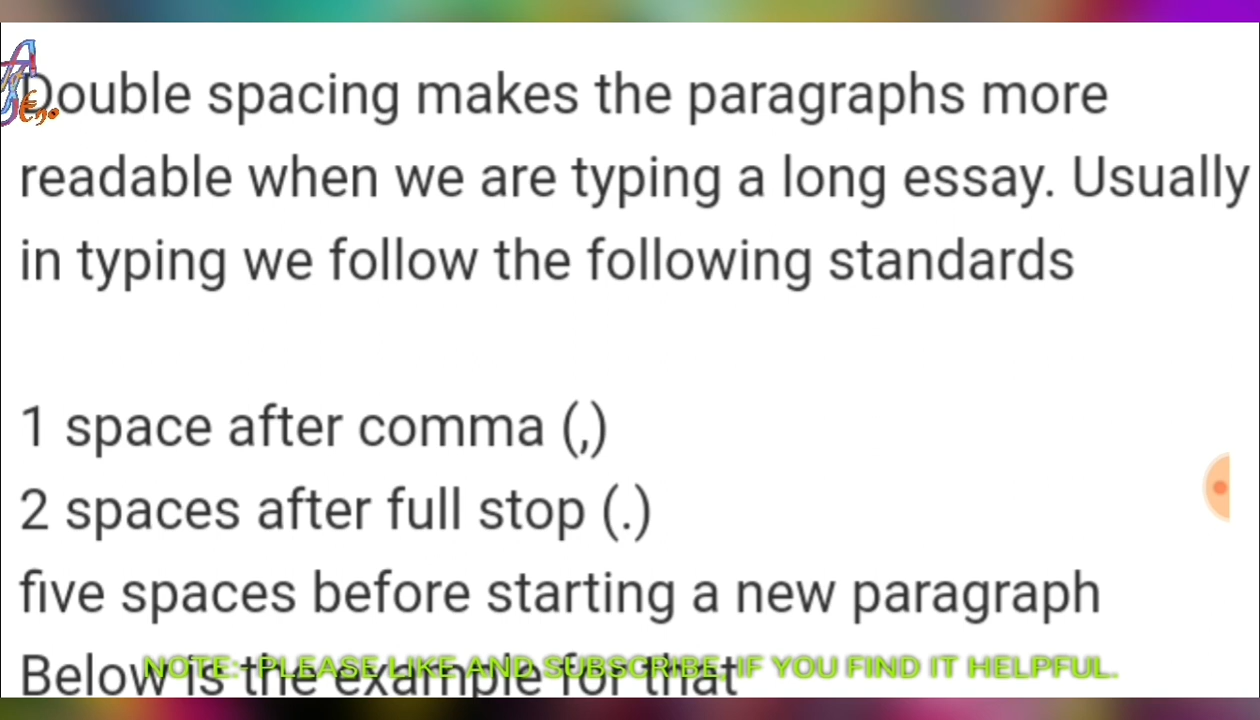 Double spacing makes the paragraphs more
readable when we are typing a long essay. Usually
in typing we follow the following standards
1 space after comma (,)
2 spaces after full stop (.)
five spaces before starting a new paragraph
Below is the example for that
NOTE:- PLEASE LIKE AND SUBSCRIBE, IF YOU FIND IT HELPFUL.